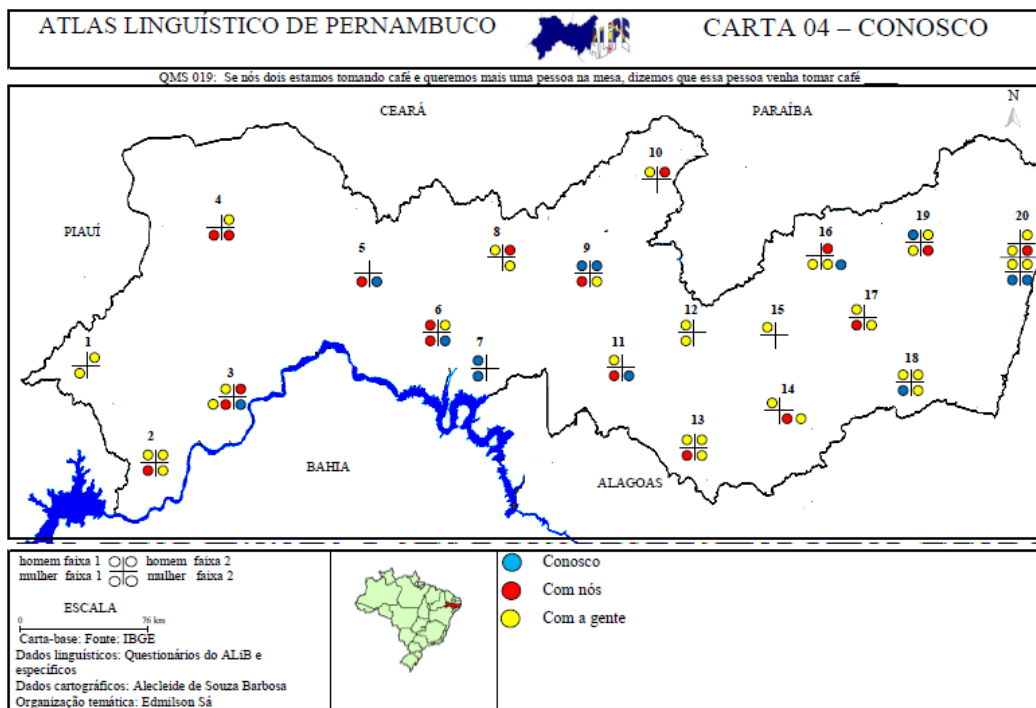 ATLAS LINGUÍSTICO DE PERNAMBUCO
ALiPE
CARTA 04 – CONOSCO
QMS 019: Se nós dois estamos tomando café e queremos mais uma pessoa na mesa, dizemos que essa pessoa venha tomar café ______
CEARÁ
PARAÍBA
N
10
4
PIAUÍ
5
8
9
16
19
20
6
7
12
15
17
1
3
11
18
2
13
14
BAHIA
ALAGOAS
homem faixa 1 homem faixa 2
mulher faixa 1 mulher faixa 2
ESCALA
0 76 km
Carta-base: Fonte: IBGE
Dados linguísticos: Questionários do ALiB e
específicos
Dados cartográficos: Alecleide de Souza Barbosa
Organização temática: Edmilson Sá
Conosco
Com nós
Com a gente